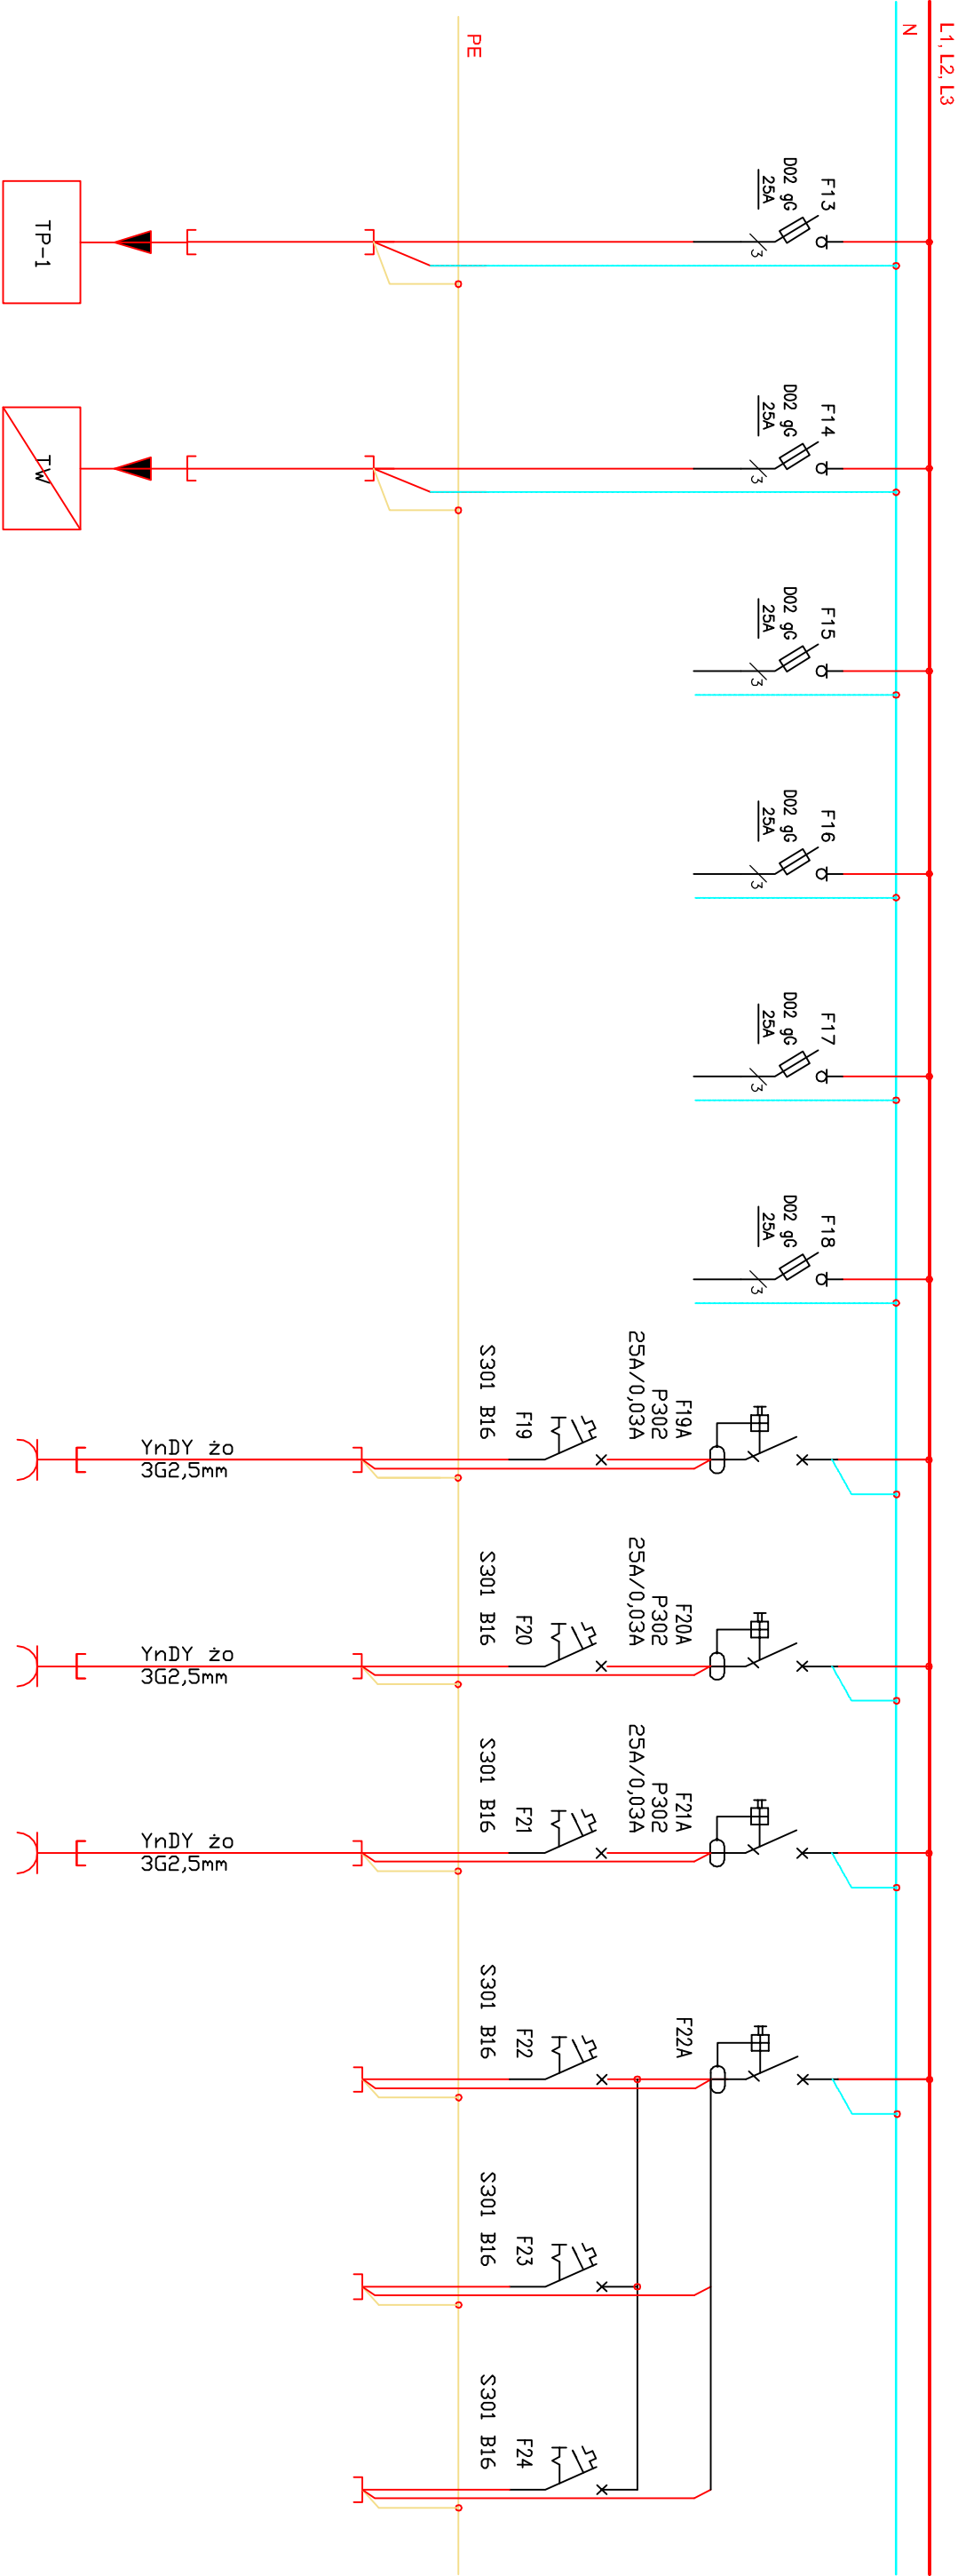 L1, L2, L3
N
PE
F13
D02 gG
25A
3
TP-1
F14
D02 gG
25A
3
TW
F15
D02 gG
25A
3
F16
D02 gG
25A
3
F17
D02 gG
25A
3
F18
D02 gG
25A
3
F19A
P302
25A/0,03A
F19
S301 B16
YnDY żo
3G2,5mm
F20A
P302
25A/0,03A
F20
S301 B16
YnDY żo
3G2,5mm
F21A
P302
25A/0,03A
F21
S301 B16
YnDY żo
3G2,5mm
F22A
F22
S301 B16
F23
S301 B16
F24
S301 B16